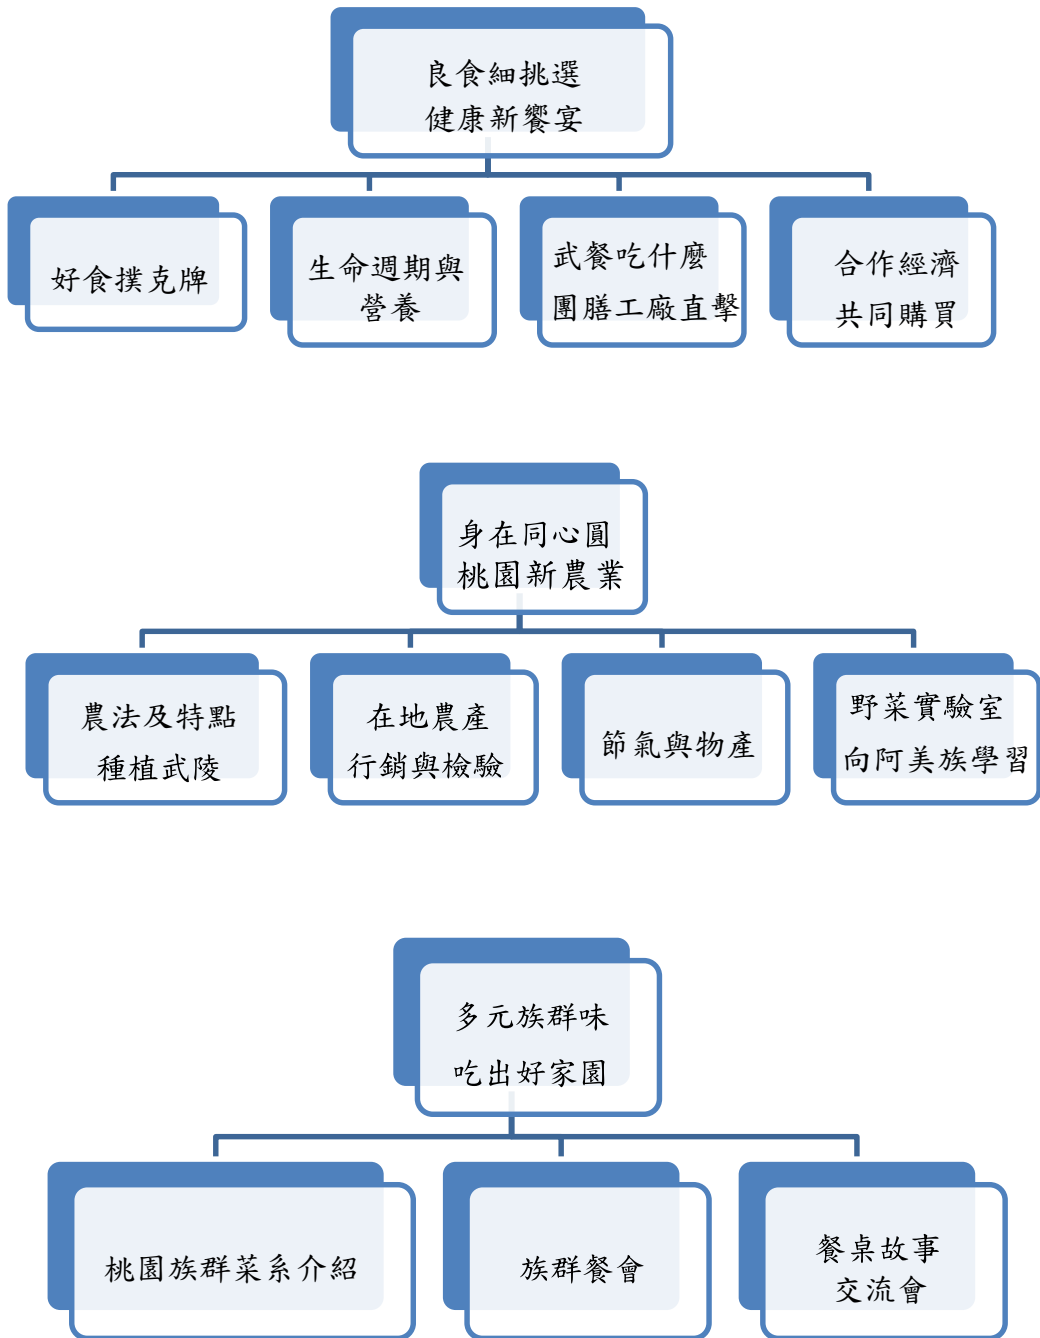 良食細挑選
健康新饗宴
好食撲克牌
生命週期與
營養
武餐吃什麼
團膳工廠直擊
合作經濟
共同購買
身在同心圓
桃園新農業
農法及特點
種植武陵
在地農產
行銷與檢驗
節氣與物產
野菜實驗室
向阿美族學習
多元族群味
吃出好家園
桃園族群菜系介紹
族群餐會
餐桌故事
交流會